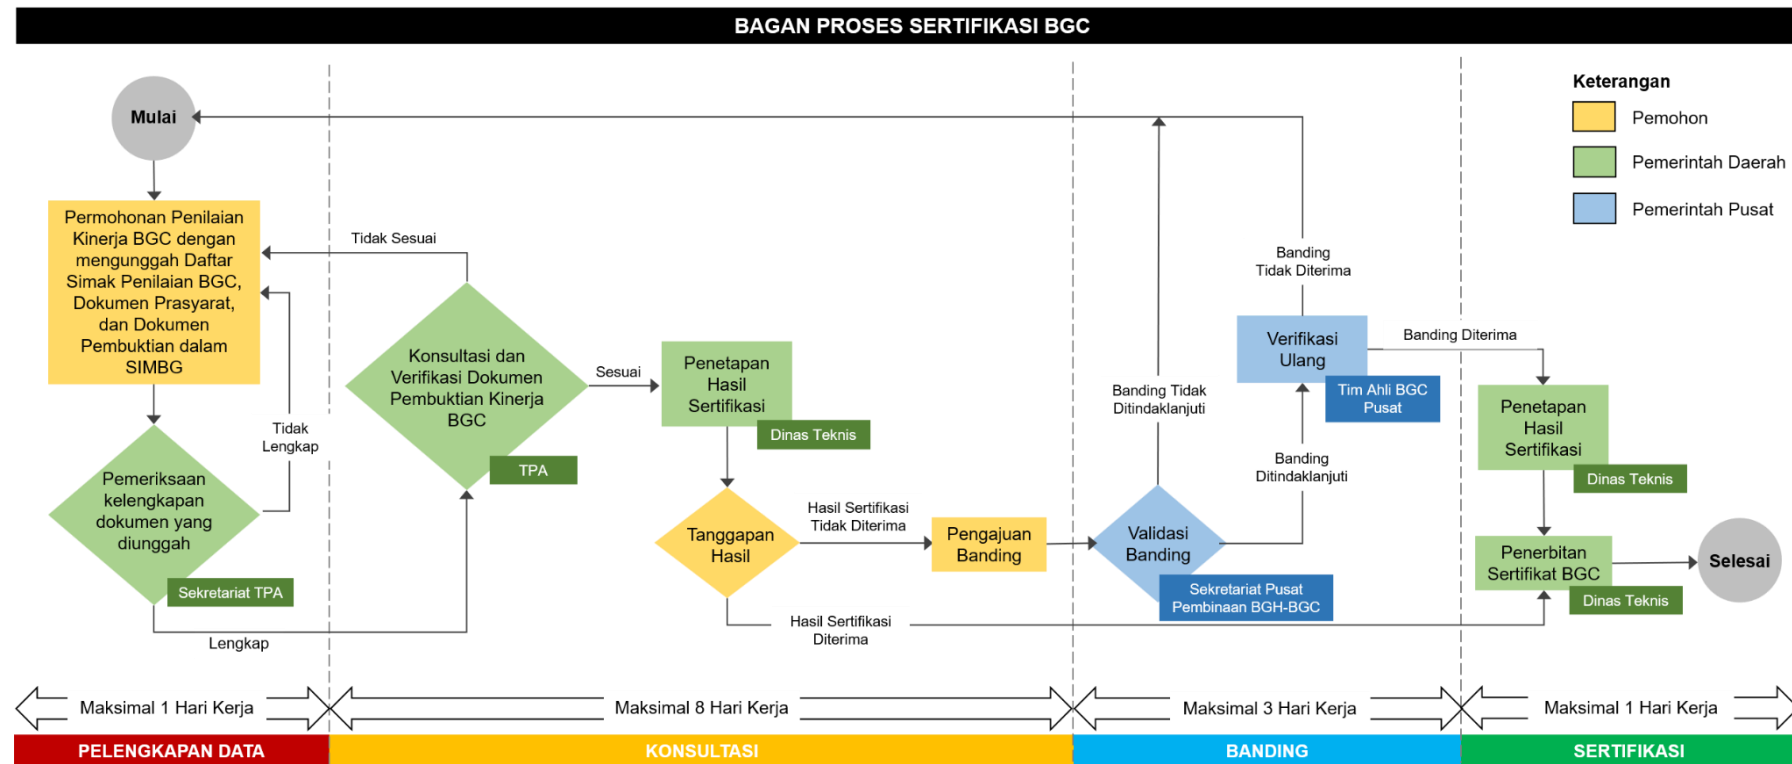 BAGAN PROSES SERTIFIKASI BGC
Keterangan
Pemohon
Pemerintah Daerah
Pemerintah Pusat
Mulai
Permohonan Penilaian
Kinerja BGC dengan
mengunggah Daftar
Simak Penilaian BGC,
Dokumen Prasyarat,
dan Dokumen
Pembuktian dalam
SIMBG
Tidak
Lengkap
Pemeriksaan
kelengkapan
dokumen yang
diunggah
Sekretariat TPA
Lengkap
Tidak Sesuai
Konsultasi dan
Verifikasi Dokumen
Pembuktian Kinerja
BGC
TPA
Sesuai
Penetapan
Hasil
Sertifikasi
Dinas Teknis
Tanggapan
Hasil
Hasil Sertifikasi
Tidak Diterima
Hasil Sertifikasi
Diterima
Pengajuan
Banding
Validasi
Banding
Sekretariat Pusat
Pembinaan BGH-BGC
Banding Tidak
Ditindaklanjuti
Banding
Ditindaklanjuti
Banding
Tidak Diterima
Verifikasi
Ulang
Tim Ahli BGC
Pusat
Banding Diterima
Penetapan
Hasil
Sertifikasi
Dinas Teknis
Penerbitan
Sertifikat BGC
Dinas Teknis
Selesai
Maksimal 1 Hari Kerja
Maksimal 8 Hari Kerja
Maksimal 3 Hari Kerja
Maksimal 1 Hari Kerja
PELENGKAPAN DATA
KONSULTASI
BANDING
SERTIFIKASI